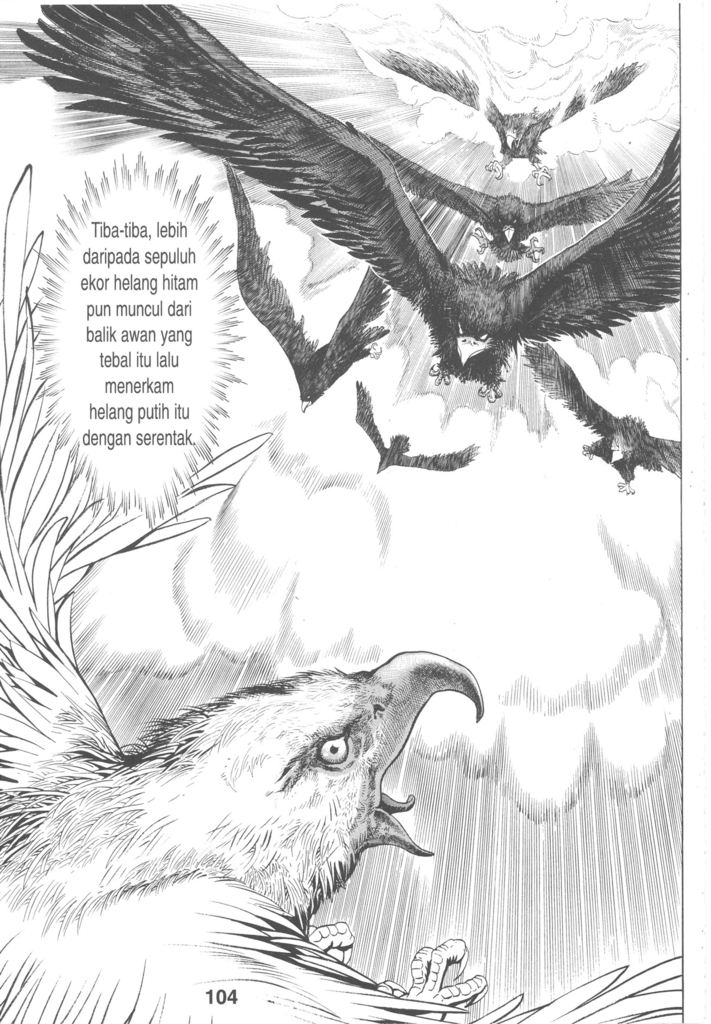 Tiba-tiba, lebih
daripada sepuluh
ekor helang hitam
pun muncul dari
balik awan yang
tebal itu lalu
menerkam
helang putih itu
dengan serentak.
104